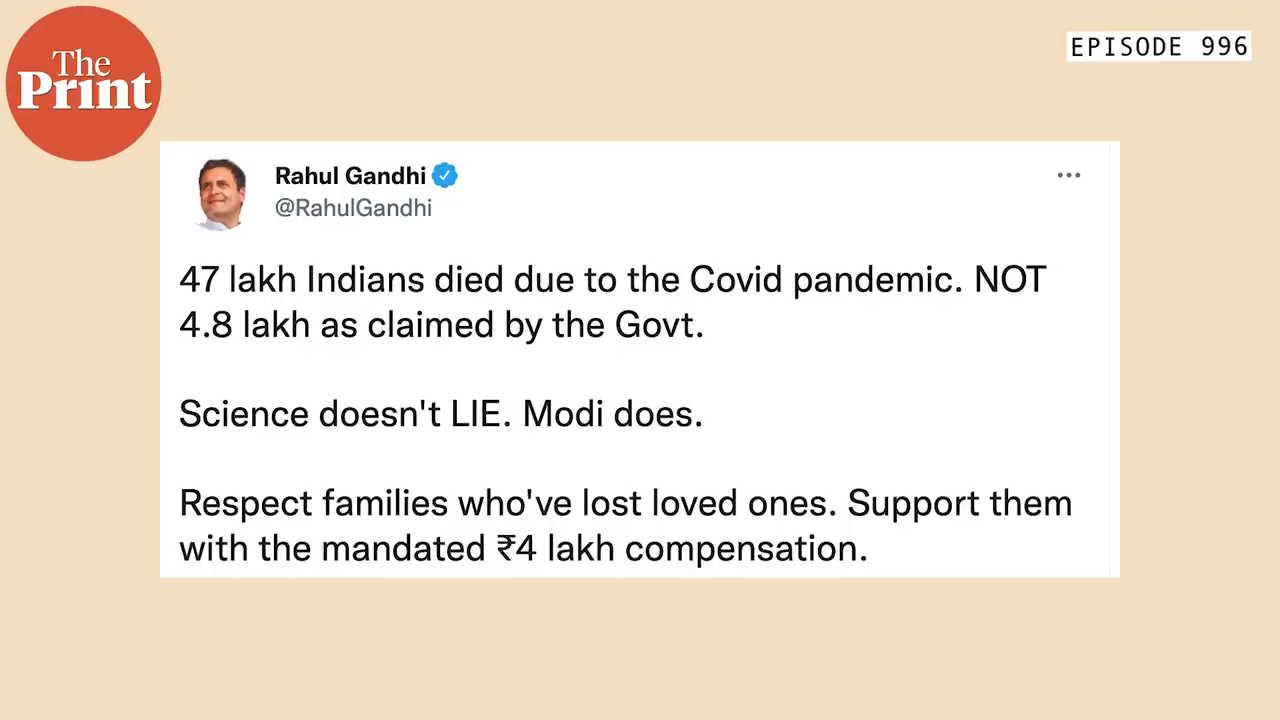 The
Print
EPISODE 996
Rahul Gandhi
@RahulGandhi
47 lakh Indians died due to the Covid pandemic. NOT
4.8 lakh as claimed by the Govt.
Science doesn't LIE. Modi does.
Respect families who've lost loved ones. Support them
with the mandated ₹4 lakh compensation.